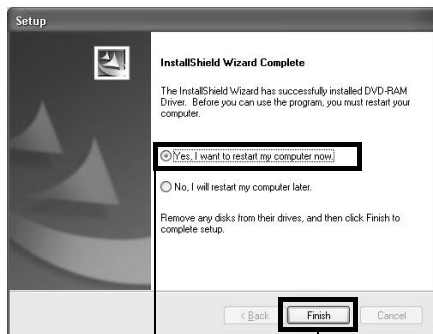 Setup
InstallShield Wizard Complete
The InstallShield Wizard has successfully installed DVD-RAM
Driver. Before you can use the program, you must restart your
computer.
Yes, I want to restart my computer now.
No, I will restart my computer later.
Remove any disks from their drives, and then click Finish to
complete setup.
< Back Finish Cancel